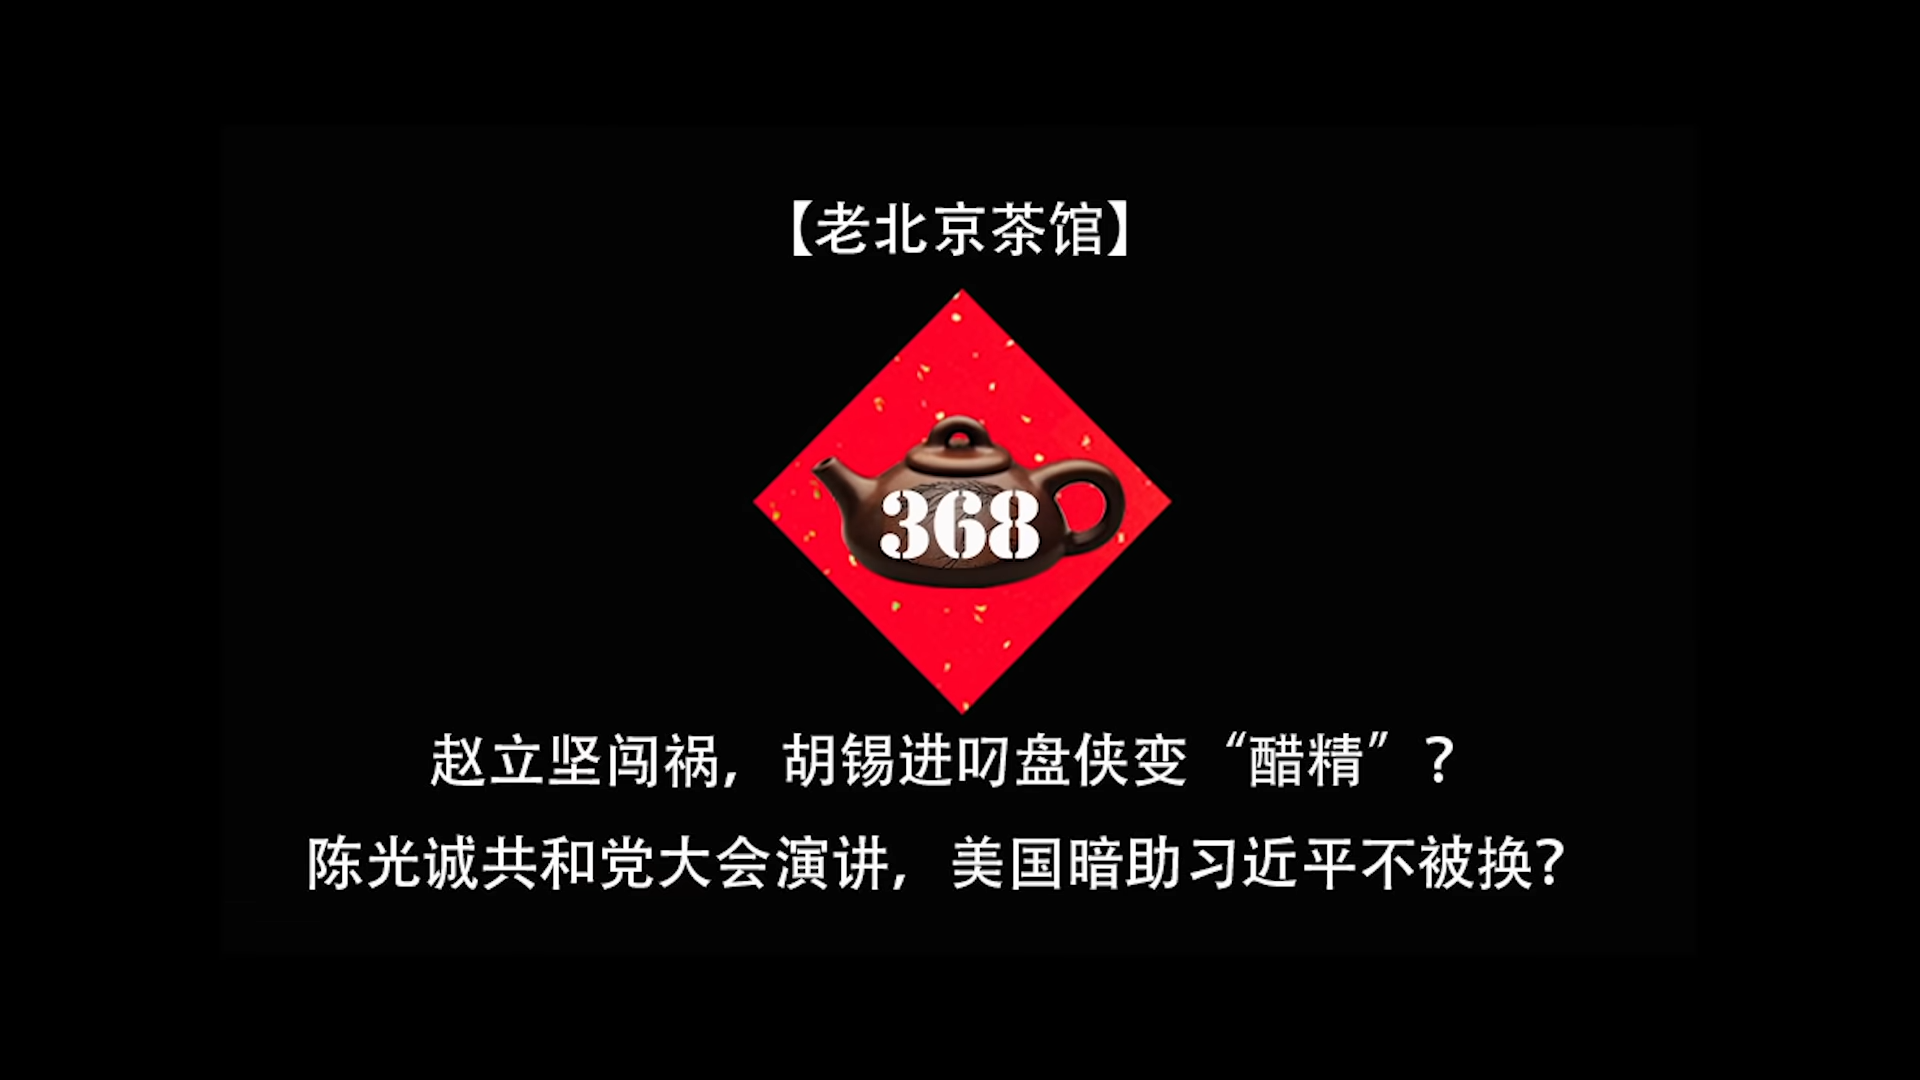 【老北京茶馆】
368
赵立坚闯祸，胡锡进叼盘侠变“醋精”？
陈光诚共和党大会演讲，美国暗助习近平不被换？